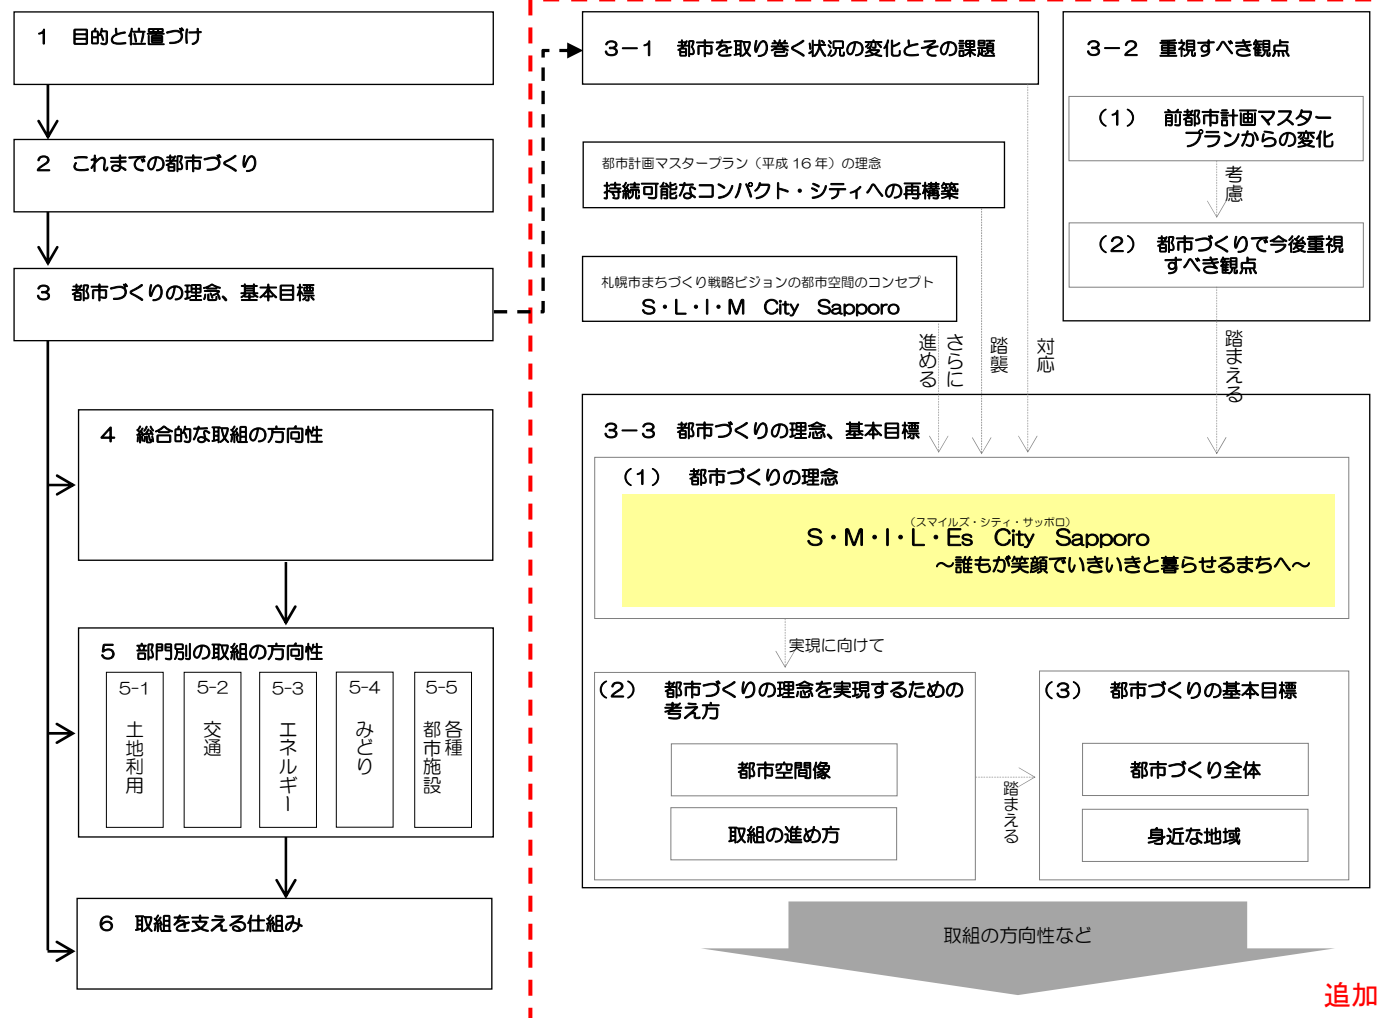 1　目的と位置づけ
2　これまでの都市づくり
3　都市づくりの理念、基本目標
4　総合的な取組の方向性
5　部門別の取組の方向性
5-1
土地利用
5-2
交通
5-3
エネルギー
5-4
みどり
5-5
各種
都市施設
6　取組を支える仕組み
3－1　都市を取り巻く状況の変化とその課題
都市計画マスタープラン（平成 16 年）の理念
持続可能なコンパクト・シティへの再構築
札幌市まちづくり戦略ビジョンの都市空間のコンセプト
S・L・I・M　City　Sapporo
3－2　重視すべき観点
（1）　前都市計画マスター
プランからの変化
考慮
（2）　都市づくりで今後重視
すべき観点
さらに
進める
踏襲
対応
踏まえる
3－3　都市づくりの理念、基本目標
（1）　都市づくりの理念
（スマイルズ・シティ・サッポロ）
S・M・I・L・Es　City　Sapporo
～誰もが笑顔でいきいきと暮らせるまちへ～
実現に向けて
（2）　都市づくりの理念を実現するための
考え方
都市空間像
取組の進め方
踏まえる
（3）　都市づくりの基本目標
都市づくり全体
身近な地域
取組の方向性など
追加